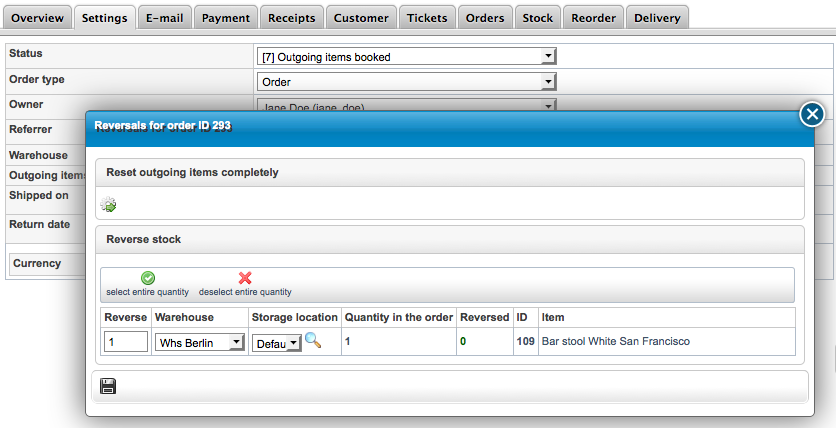 Overview Settings E-mail Payment Receipts Customer Tickets Orders Stock Reorder Delivery
Status [7] Outgoing items booked
Order type Order
Owner Jane Doe (jane_doe)
Referrer
Warehouse
Outgoing items
Shipped on
Return date
Currency
Reversals for order ID 293
Reset outgoing items completely
Reverse stock
select entire quantity deselect entire quantity
Reverse Warehouse Storage location Quantity in the order Reversed ID Item
1 Whs Berlin Defau 1 0 109 Bar stool White San Francisco